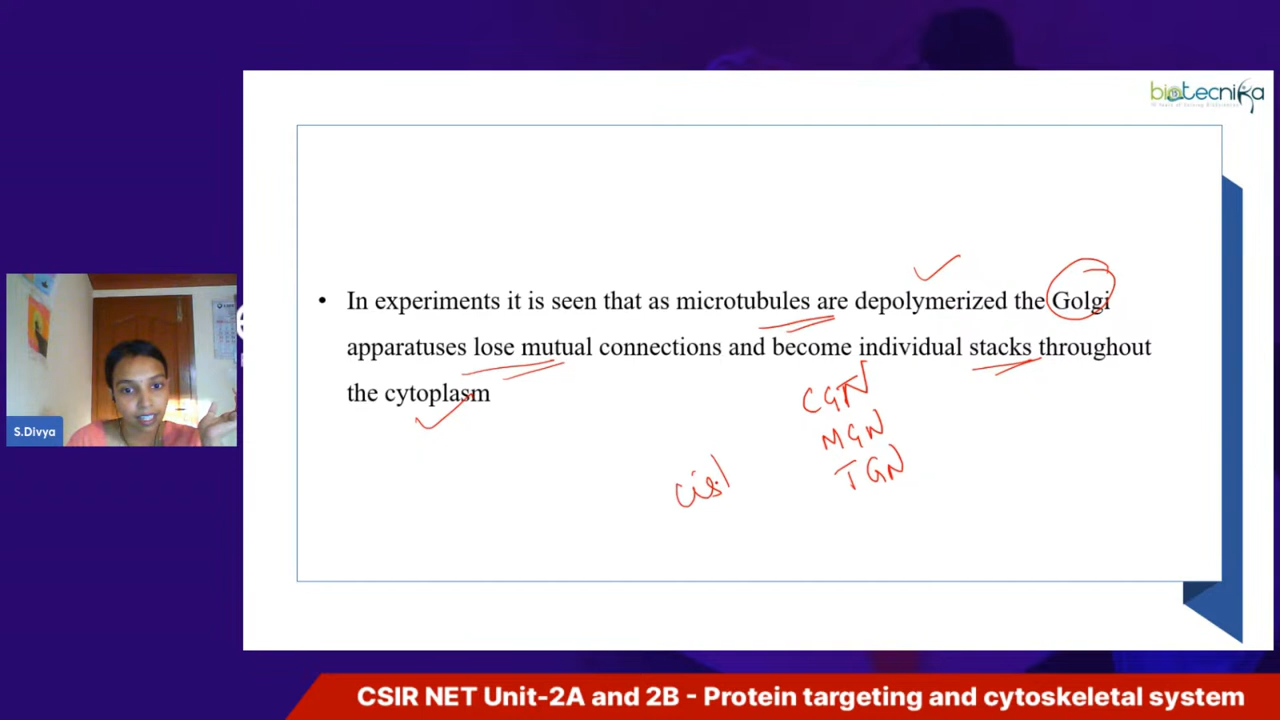 biotecnika
• In experiments it is seen that as microtubules are depolymerized the Golgi
apparatuses lose mutual connections and become individual stacks throughout
the cytoplasm
CGN
MGN
TGN
cis
S.Divya
CSIR NET Unit-2A and 2B - Protein targeting and cytoskeletal system